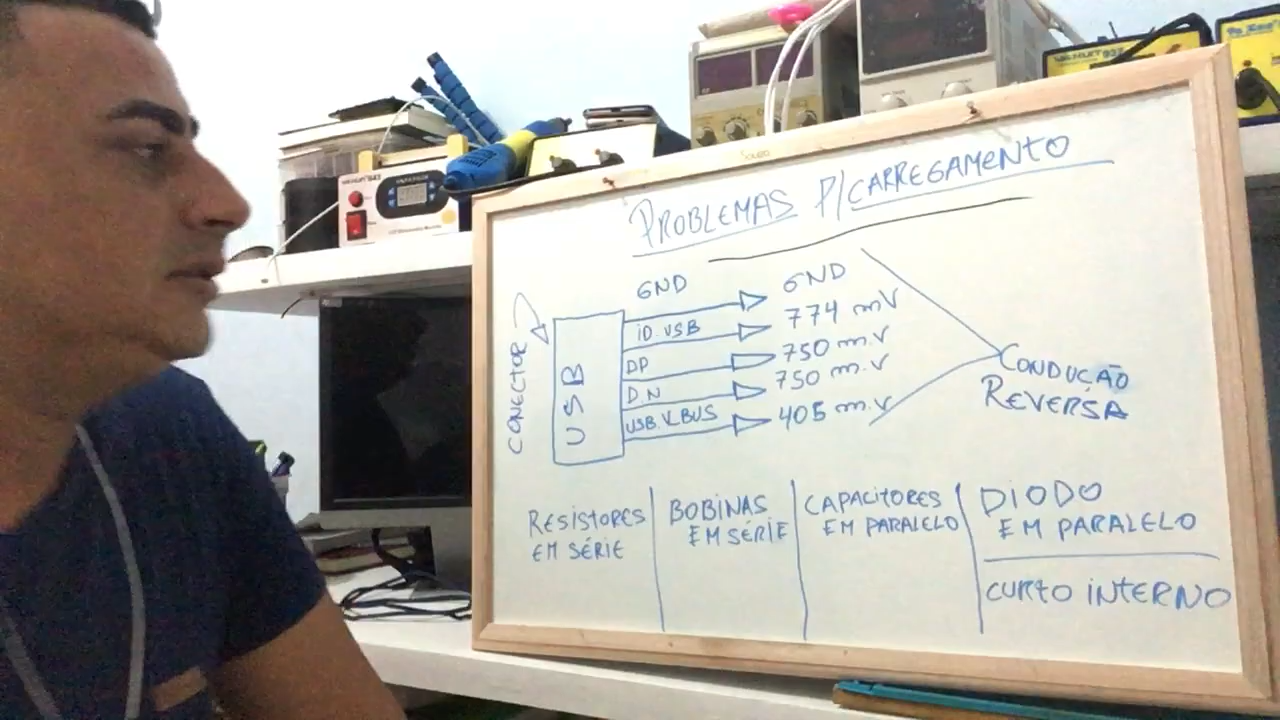 PROBLEMAS P/CARREGAMENTO
GND
GND
iD.USB
774 mV
DP
750 m.V
DN
750 m.V
USB.VBUS
405 m.V
CONECTOR
USB
CONDUÇÃO
REVERSA
RESISTORES
EM SÉRIE
BOBINAS
EM SÉRIE
CAPACITORES
EM PARALELO
DIODO
EM PARALELO
CURTO INTERNO